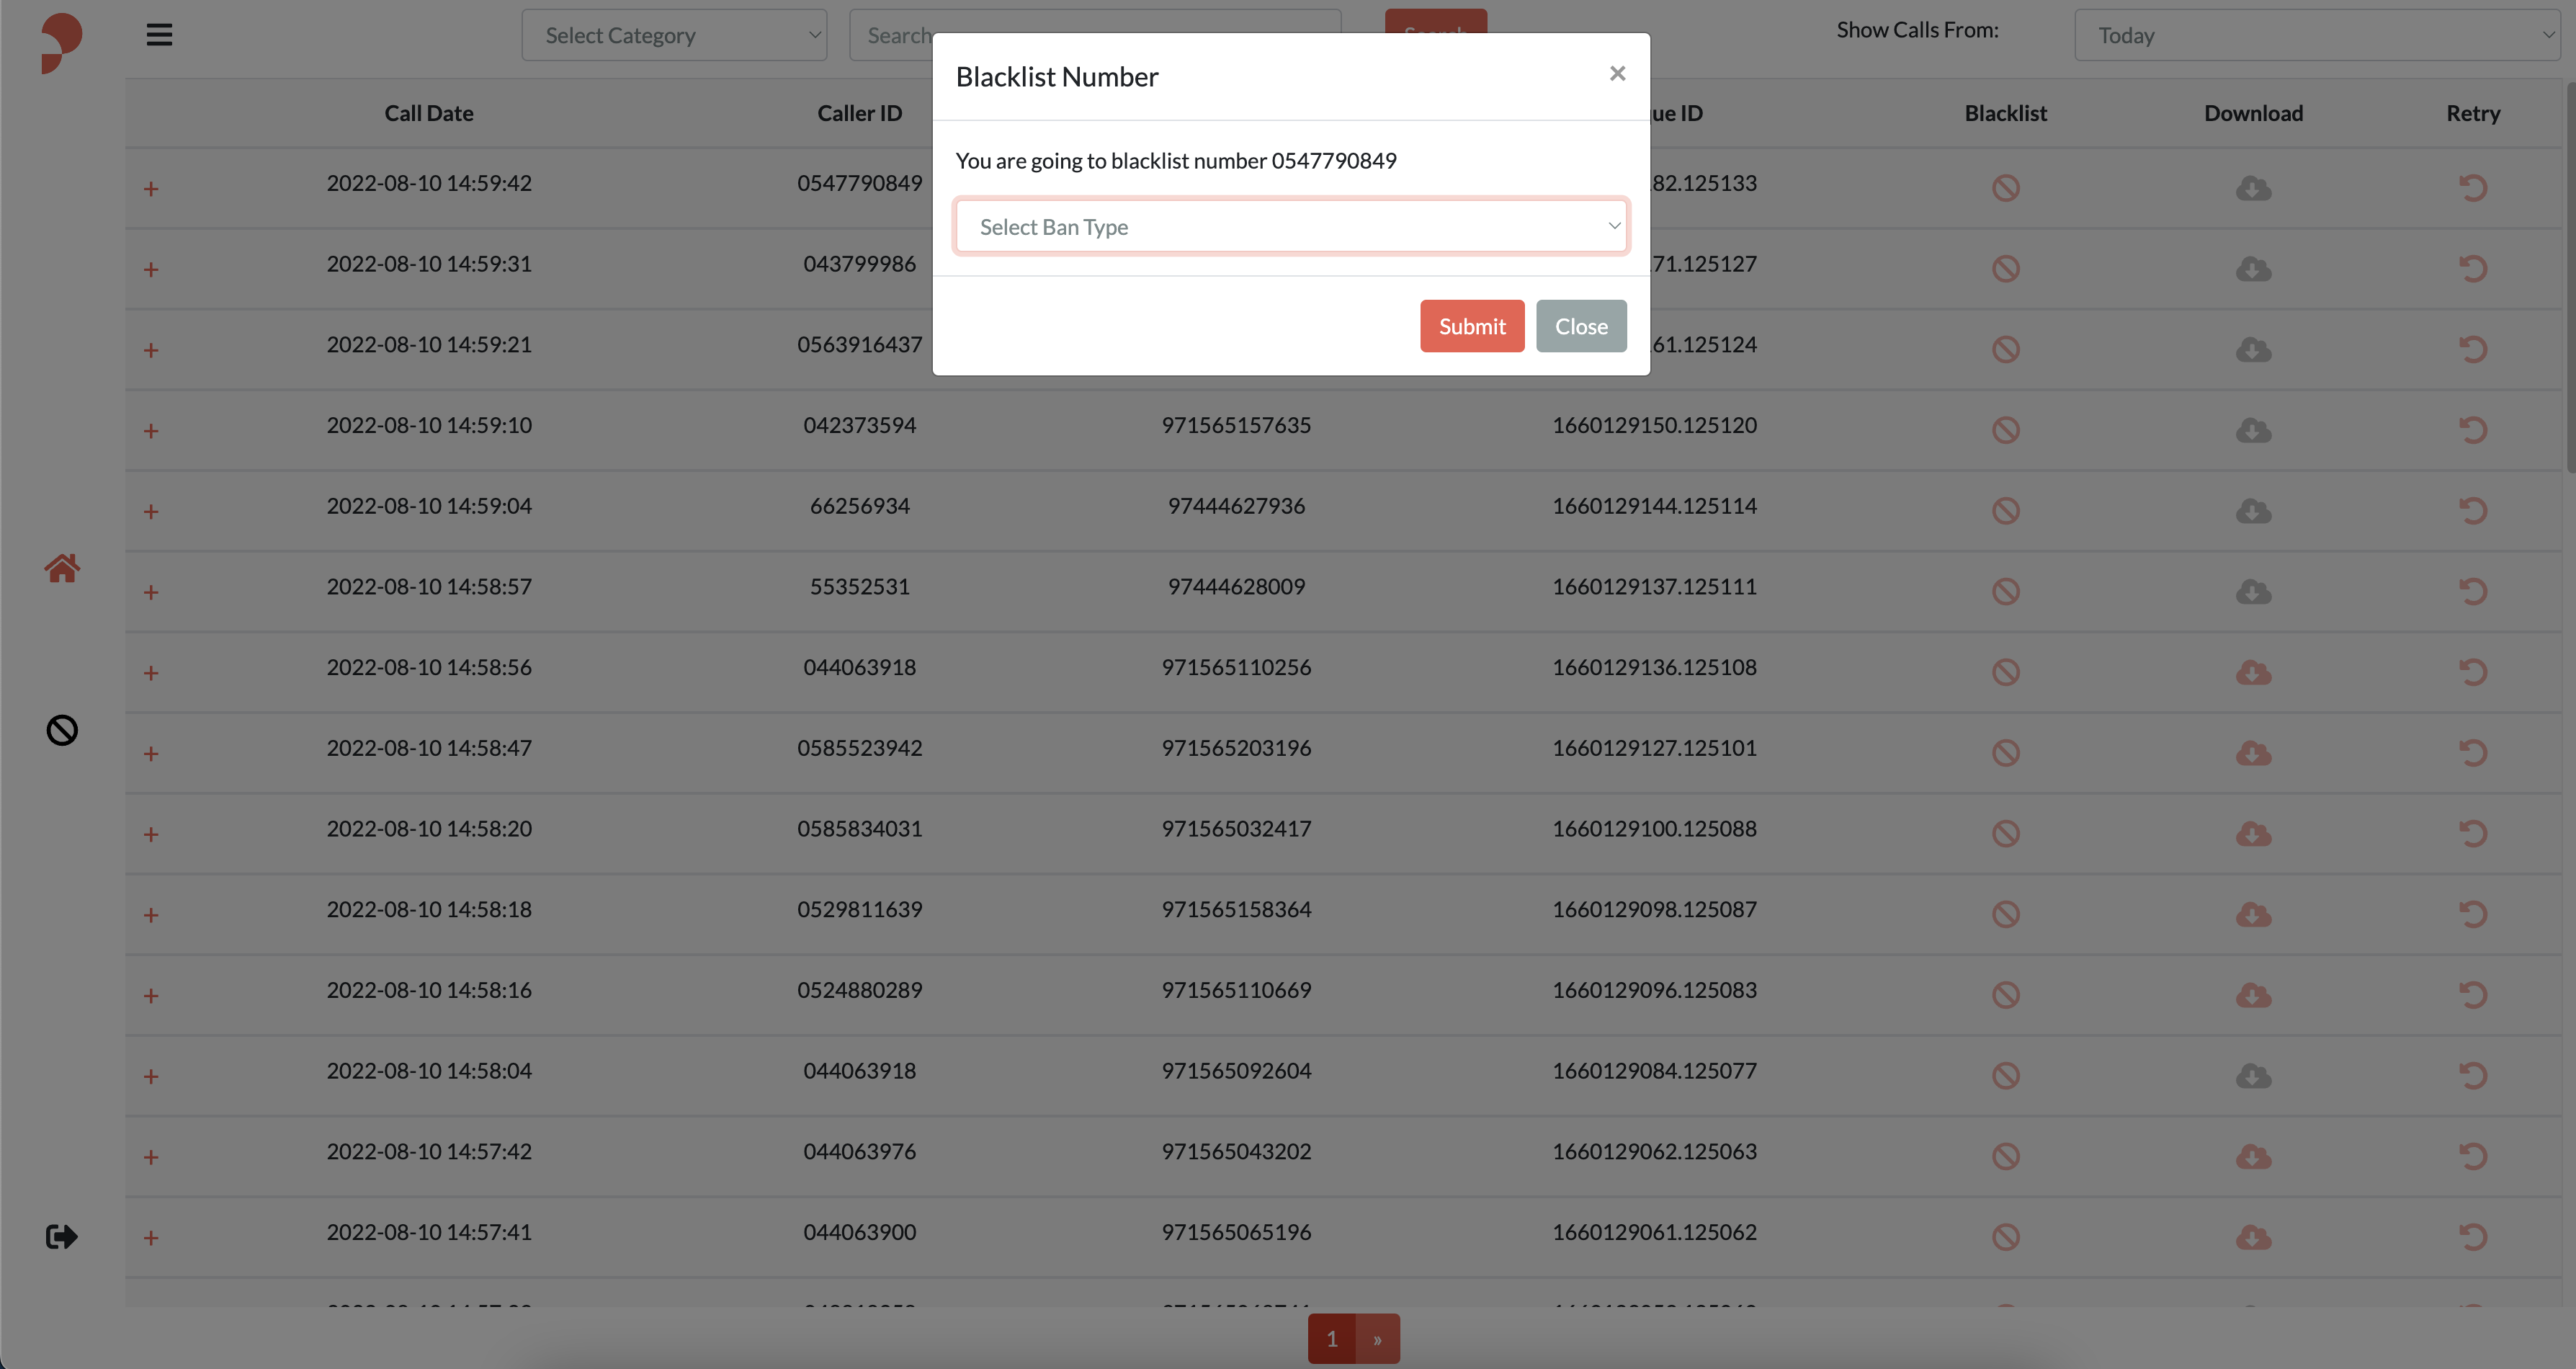 Select Category Search Show Calls From: Today
Blacklist Number ×
Call Date Caller ID ue ID Blacklist Download Retry
You are going to blacklist number 0547790849
2022-08-10 14:59:42 0547790849 82.125133
Select Ban Type
2022-08-10 14:59:31 043799986 71.125127
Submit Close
2022-08-10 14:59:21 0563916437 61.125124
2022-08-10 14:59:10 042373594 971565157635 1660129150.125120
2022-08-10 14:59:04 66256934 97444627936 1660129144.125114
2022-08-10 14:58:57 55352531 97444628009 1660129137.125111
2022-08-10 14:58:56 044063918 971565110256 1660129136.125108
2022-08-10 14:58:47 0585523942 971565203196 1660129127.125101
2022-08-10 14:58:20 0585834031 971565032417 1660129100.125088
2022-08-10 14:58:18 0529811639 971565158364 1660129098.125087
2022-08-10 14:58:16 0524880289 971565110669 1660129096.125083
2022-08-10 14:58:04 044063918 971565092604 1660129084.125077
2022-08-10 14:57:42 044063976 971565043202 1660129062.125063
2022-08-10 14:57:41 044063900 971565065196 1660129061.125062
1 »